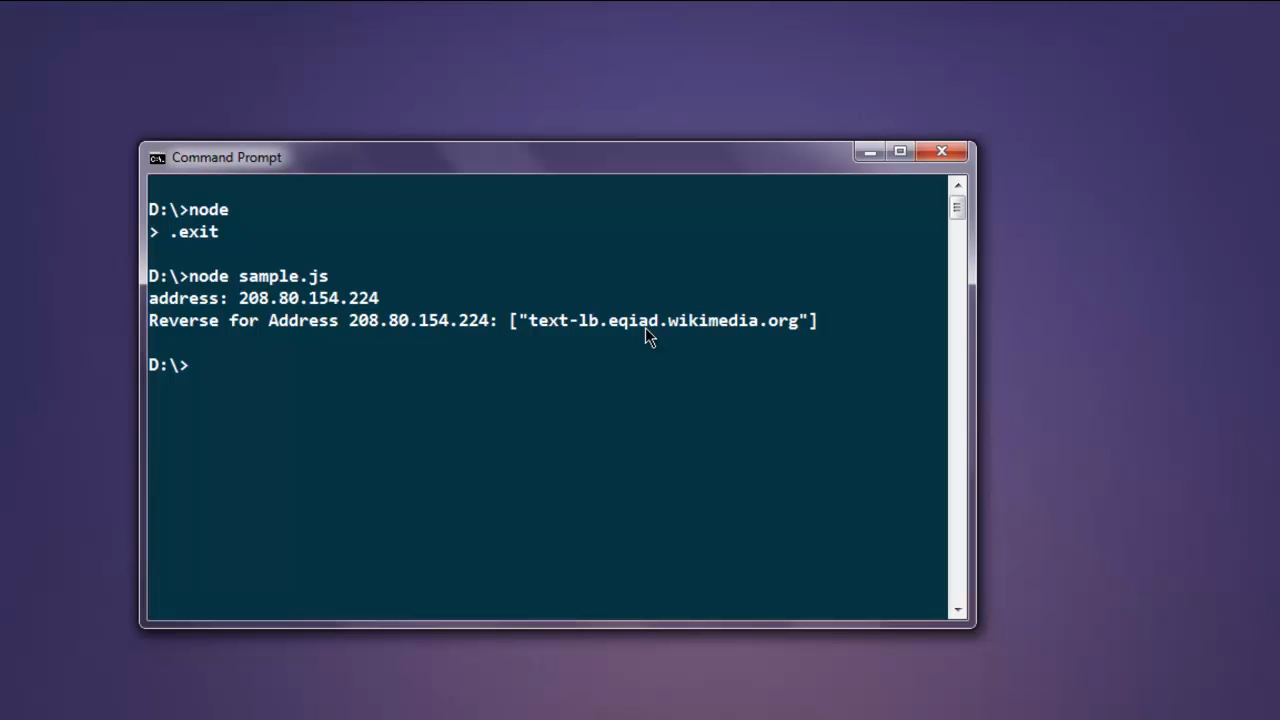 Command Prompt
D:\>node
> .exit
D:\>node sample.js
address: 208.80.154.224
Reverse for Address 208.80.154.224: ["text-lb.eqiad.wikimedia.org"]
D:\>